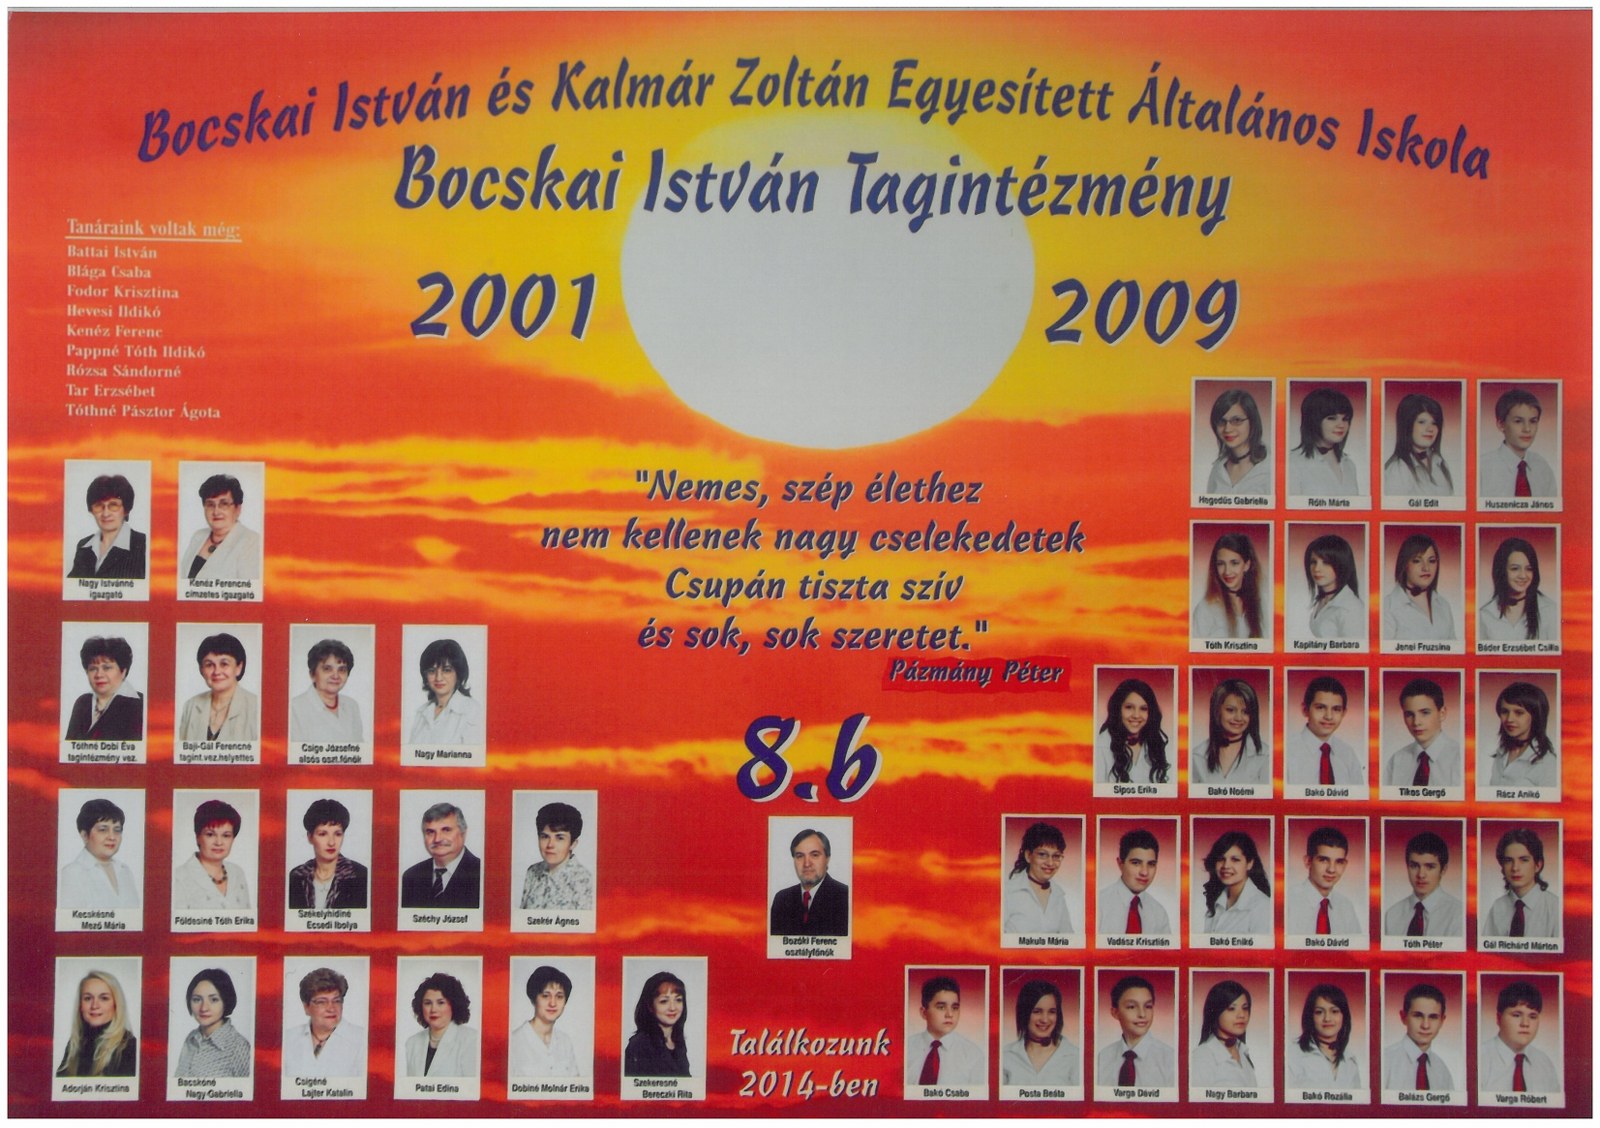 Bocskai István és Kalmár Zoltán Egyesített Általános Iskola
Bocskai István Tagintézmény
2001
2009
Tanáraink voltak még:
Battai István
Blága Csaba
Fodor Krisztina
Hevesi Ildikó
Kenéz Ferenc
Pappné Tóth Ildikó
Rózsa Sándorné
Tar Erzsébet
Tóthné Pásztor Ágota
"Nemes, szép élethez
nem kellenek nagy cselekedetek
Csupán tiszta szív
és sok, sok szeretet."
Pázmány Péter
8.b
Nagy Istvánné
igazgató
Kenéz Ferencné
címzetes igazgató
Tóthné Dobi Éva
tagintézmény vez.
Baji-Gál Ferencné
tagint.vez.helyettes
Csige Józsefné
alsós oszt.főnök
Nagy Marianna
Kecskésné
Mező Mária
Földesiné Tóth Erika
Székelyhidiné
Ecsedi Ibolya
Széchy József
Szekér Ágnes
Adorján Krisztina
Bacskóné
Nagy Gabriella
Csigéné
Lajter Katalin
Patai Edina
Dobiné Molnár Erika
Szekeresné
Bereczki Rita
Bozóki Ferenc
osztályfőnök
Találkozunk
2014-ben
Hegedűs Gabriella
Róth Márta
Gál Edit
Huszenicza János
Tóth Krisztina
Kapitány Barbara
Jenei Fruzsina
Báder Erzsébet Csilla
Sipos Erika
Bakó Noémi
Bakó Dávid
Tikos Gergő
Rácz Anikó
Makula Mária
Vadász Krisztián
Bakó Enikő
Bakó Dávid
Tóth Péter
Gál Richárd Márton
Bakó Csaba
Posta Beáta
Varga Dávid
Nagy Barbara
Bakó Rozália
Balázs Gergő
Varga Róbert